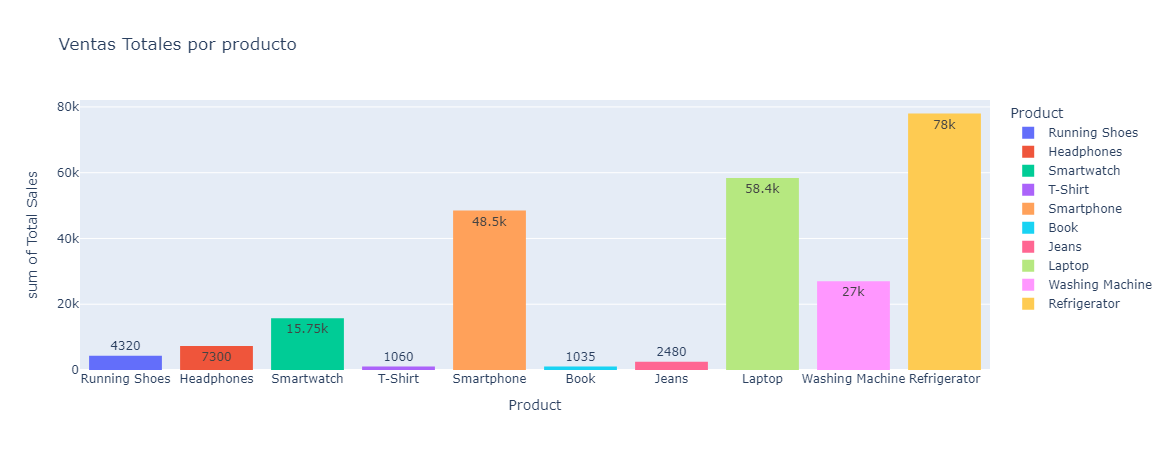 Ventas Totales por producto
sum of Total Sales
80k
60k
40k
20k
0
4320
7300
15.75k
1060
48.5k
1035
2480
58.4k
27k
78k
Running Shoes
Headphones
Smartwatch
T-Shirt
Smartphone
Book
Jeans
Laptop
Washing Machine
Refrigerator
Product
Product
Running Shoes
Headphones
Smartwatch
T-Shirt
Smartphone
Book
Jeans
Laptop
Washing Machine
Refrigerator